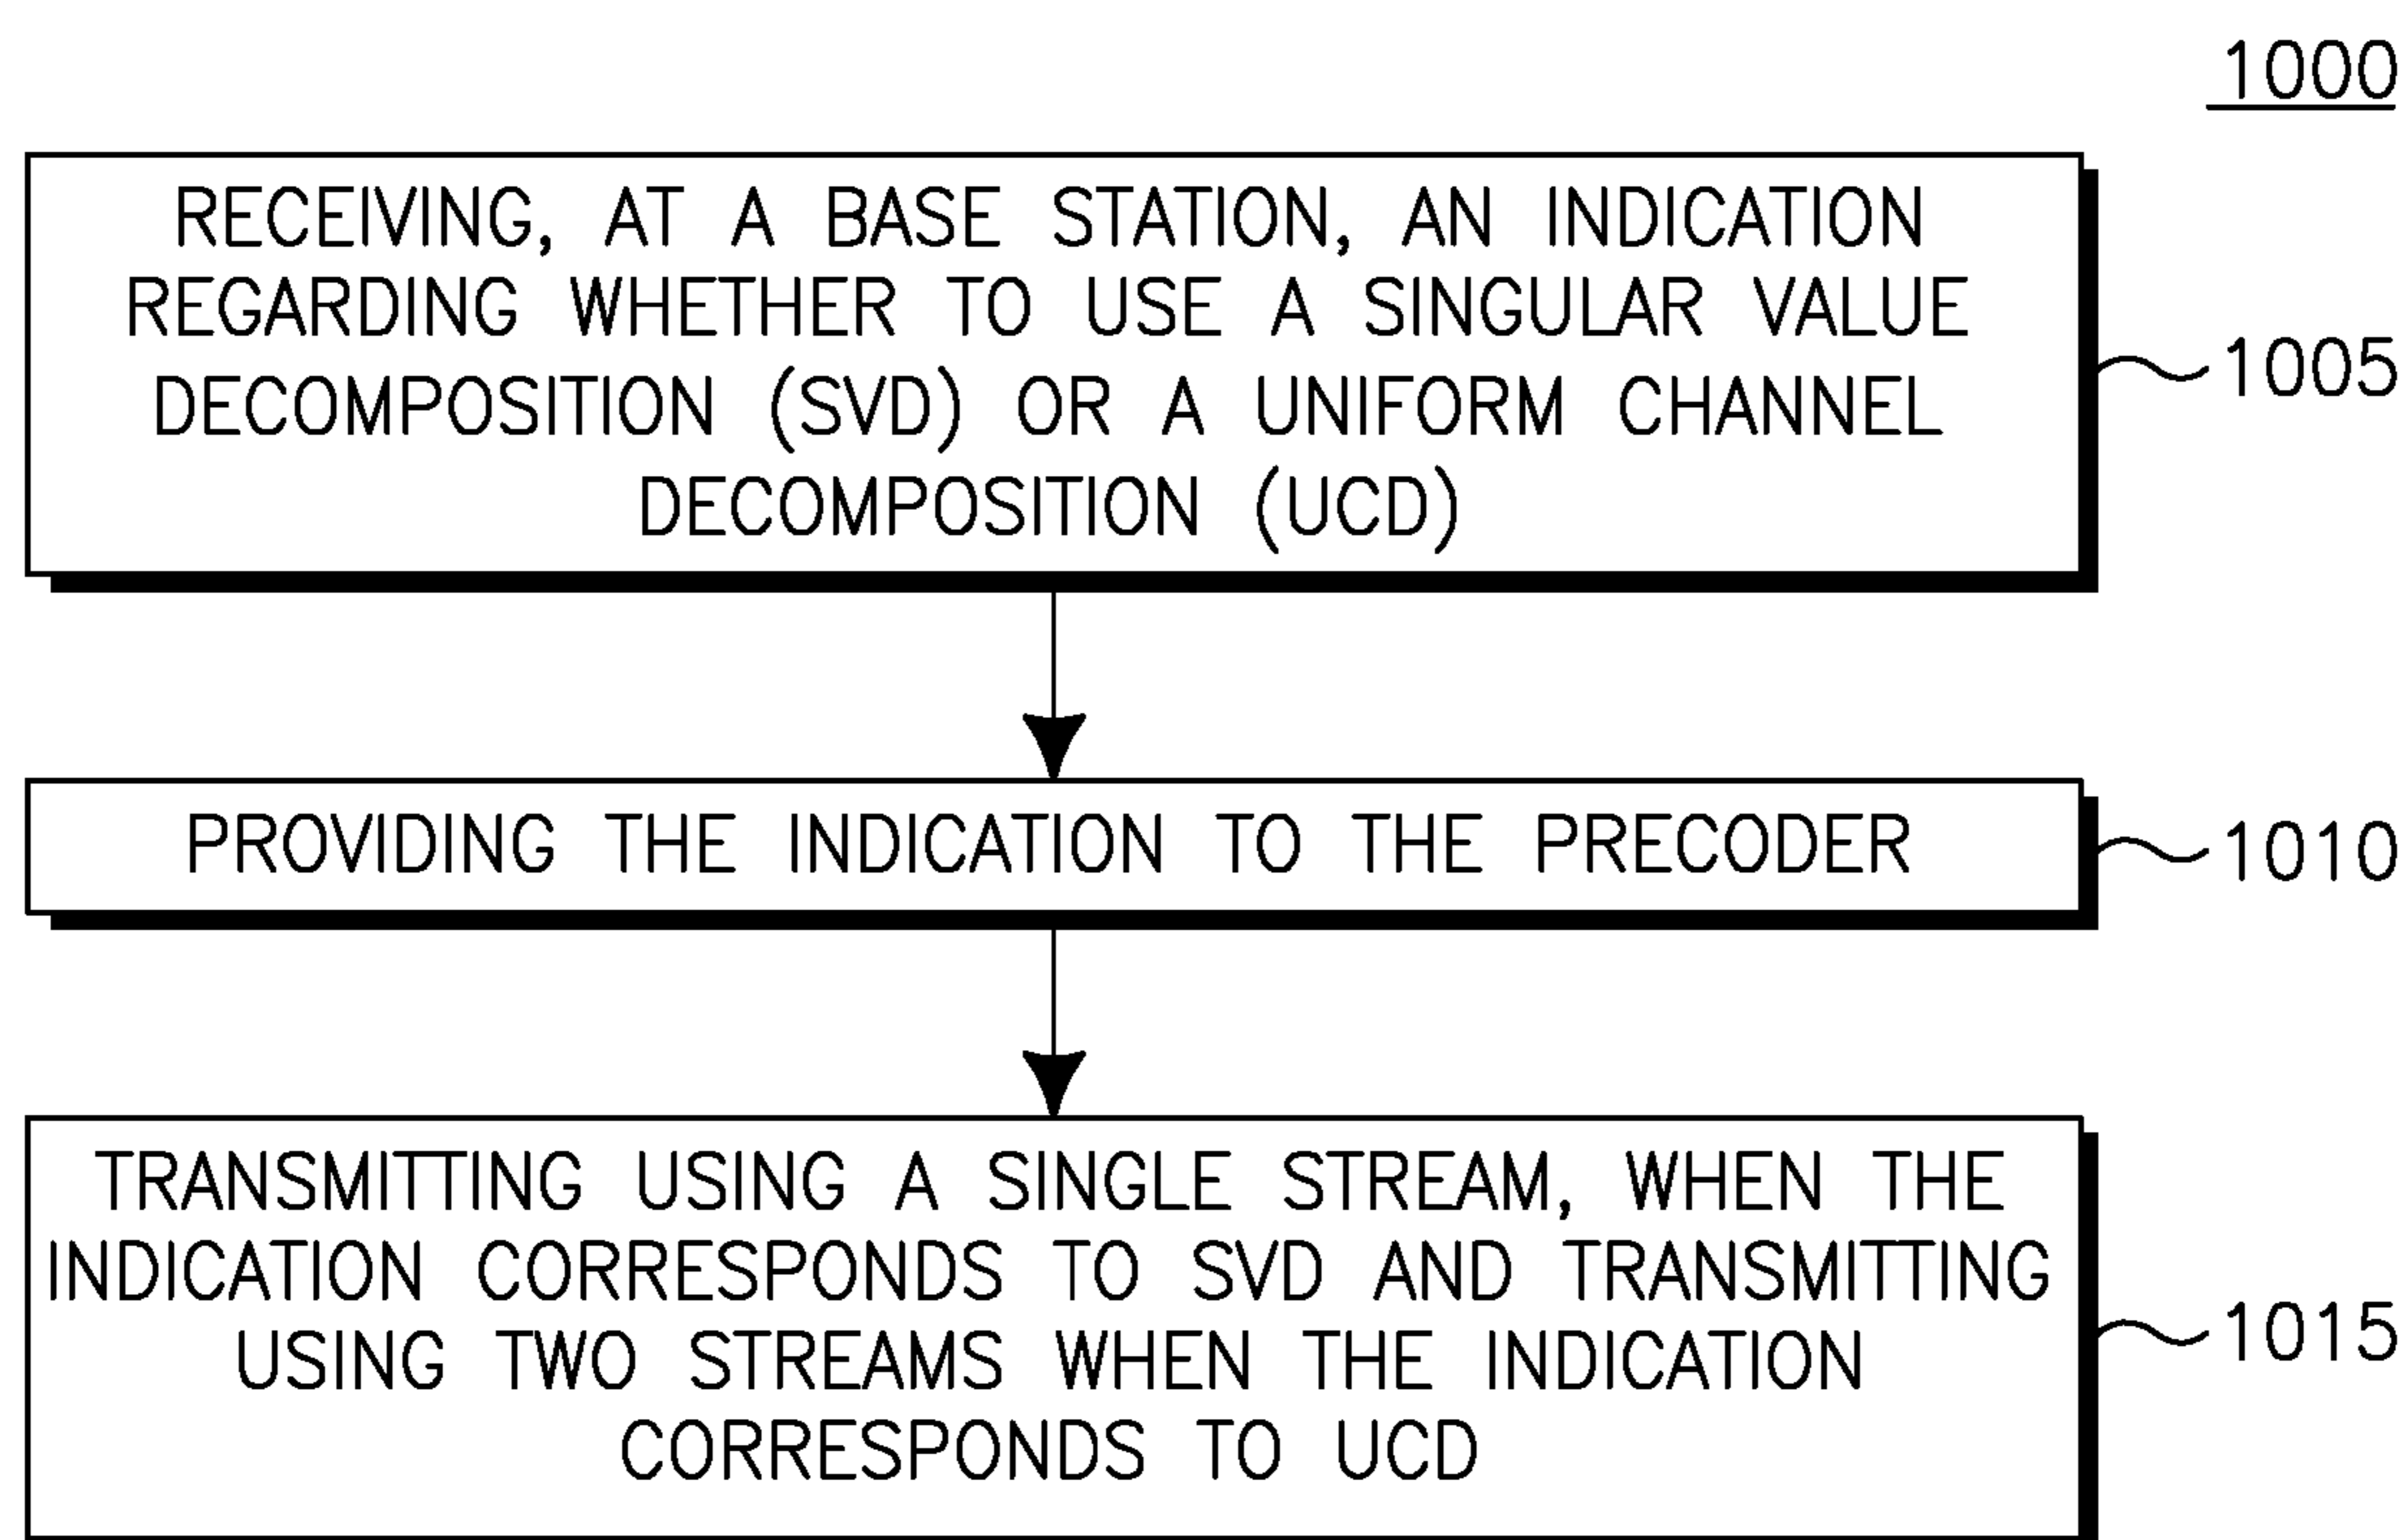 1000
RECEIVING, AT A BASE STATION, AN INDICATION
REGARDING WHETHER TO USE A SINGULAR VALUE
DECOMPOSITION (SVD) OR A UNIFORM CHANNEL
DECOMPOSITION (UCD)
1005
PROVIDING THE INDICATION TO THE PRECODER
1010
TRANSMITTING USING A SINGLE STREAM, WHEN THE
INDICATION CORRESPONDS TO SVD AND TRANSMITTING
USING TWO STREAMS WHEN THE INDICATION
CORRESPONDS TO UCD
1015